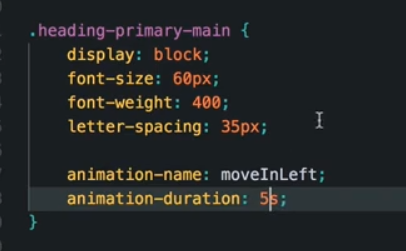 .heading-primary-main {
display: block;
font-size: 60px;
font-weight: 400;
letter-spacing: 35px;
animation-name: moveInLeft;
animation-duration: 5s;
}